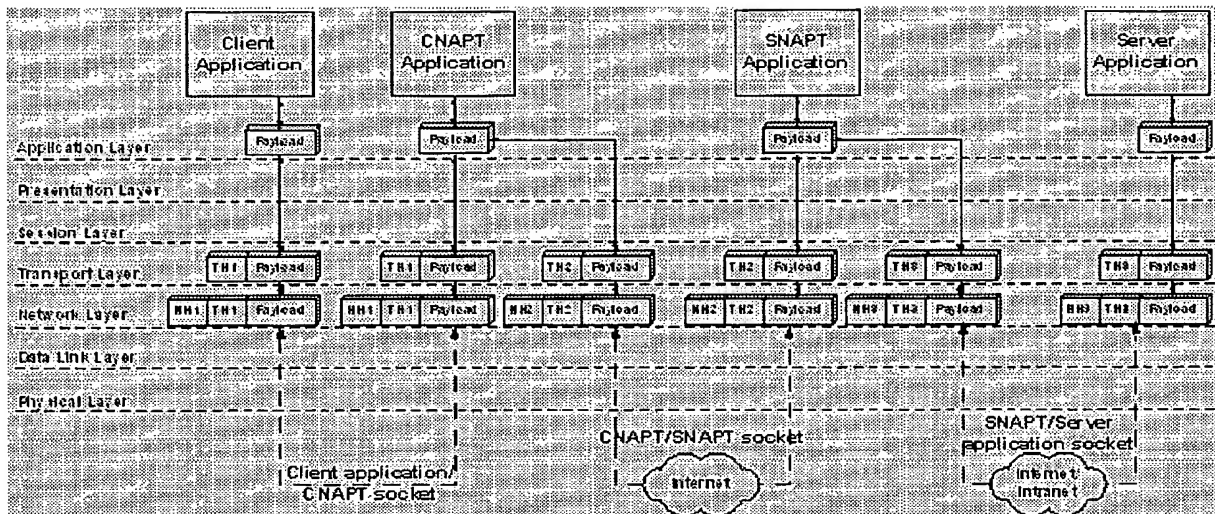 Client
Application
CNAPT
Application
SNAPT
Application
Server
Application
Payload
Payload
Payload
Payload
Application Layer
Presentation Layer
Session Layer
Transport Layer
TH1 Payload
TH1 Payload
TH2 Payload
TH2 Payload
TH3 Payload
TH3 Payload
Network Layer
NH1 TH1 Payload
NH1 TH1 Payload
NH2 TH2 Payload
NH2 TH2 Payload
NH3 TH3 Payload
NH3 TH3 Payload
Data Link Layer
Physical Layer
Client application/
CNAPT socket
CNAPT/SNAPT socket
Internet
SNAPT/Server
application socket
Internet
Intranet